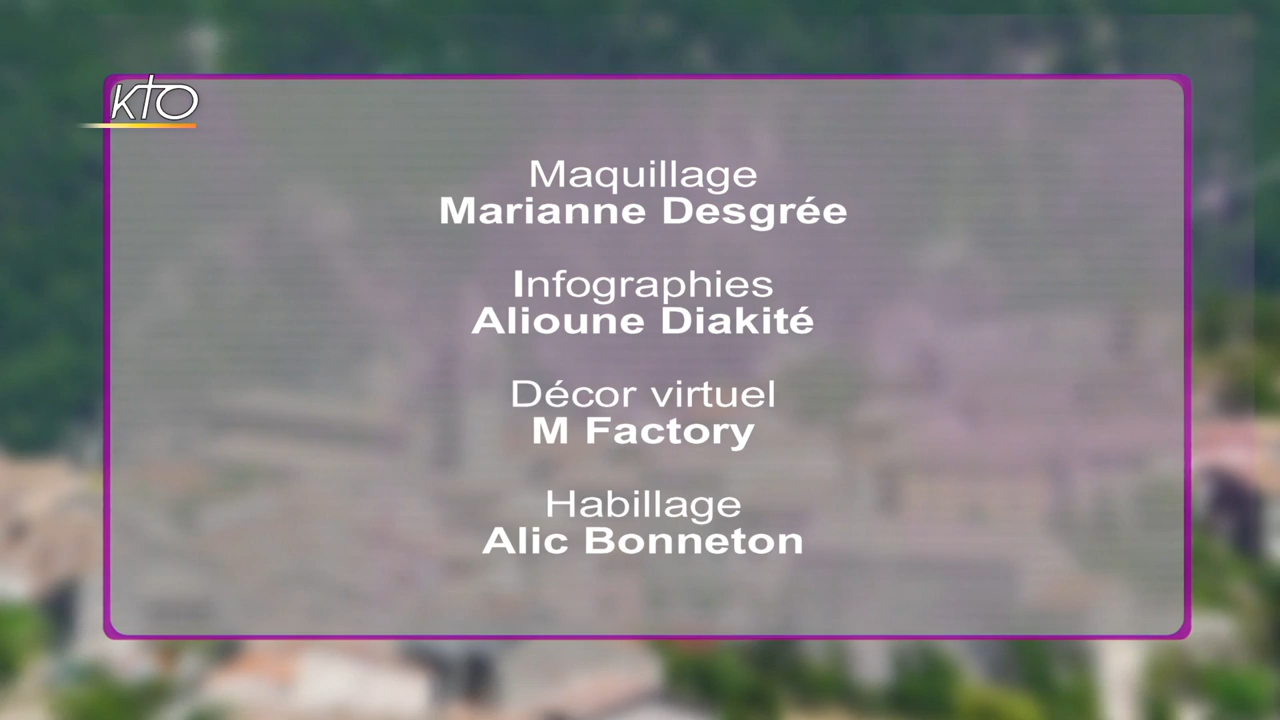 KTO
Maquillage
Marianne Desgrée
Infographies
Alioune Diakité
Décor virtuel
M Factory
Habillage
Alic Bonneton